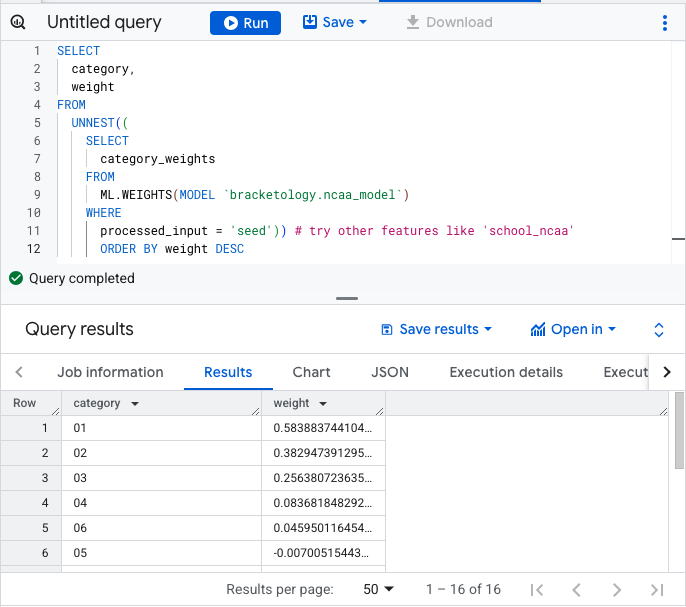 Untitled query Run Save Download
1 SELECT
2 category,
3 weight
4 FROM
5 UNNEST((
6 SELECT
7 category_weights
8 FROM
9 ML.WEIGHTS(MODEL `bracketology.ncaa_model`)
10 WHERE
11 processed_input = 'seed')) # try other features like 'school_ncaa'
12 ORDER BY weight DESC
Query completed
Query results Save results Open in
Job information Results Chart JSON Execution details Execut
Row category weight
1 01 0.583883744104...
2 02 0.382947391295...
3 03 0.256380723635...
4 04 0.083681848292...
5 06 0.045950116454...
6 05 -0.00700515443...
Results per page: 50 1 – 16 of 16